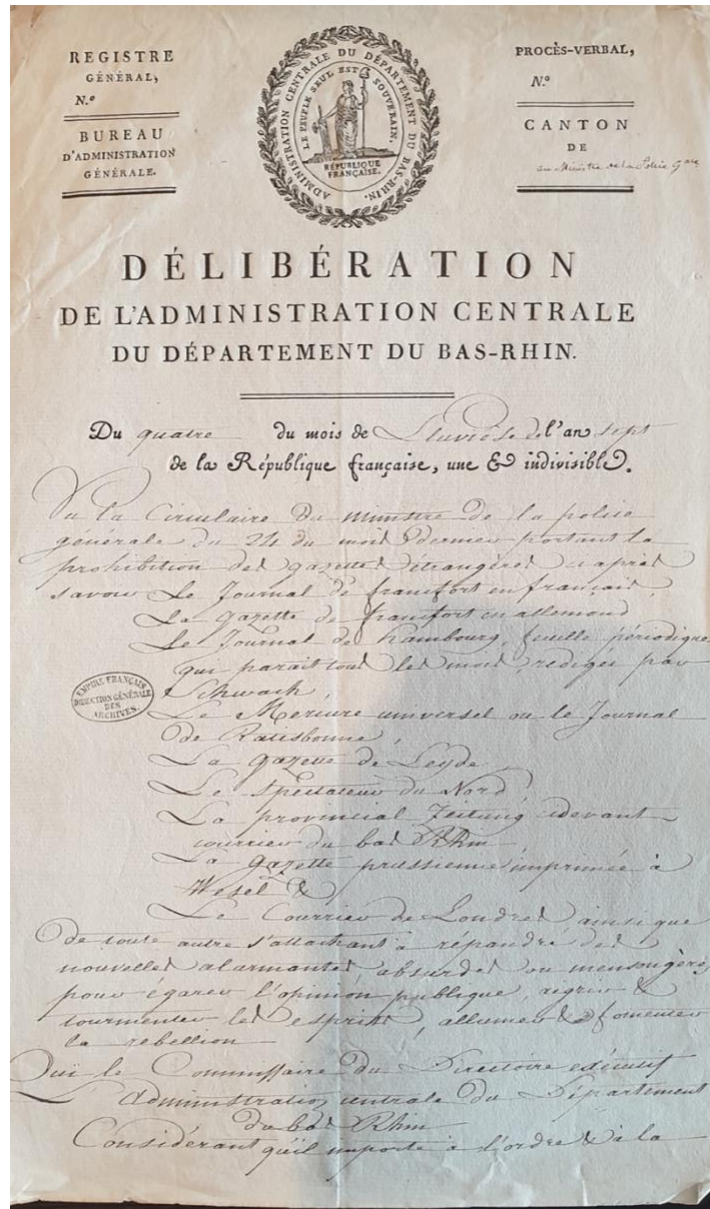 REGISTRE
GÉNÉRAL,
N.º
BUREAU
D'ADMINISTRATION
GÉNÉRALE.
ADMINISTRATION CENTRALE DU DÉPARTEMENT DU BAS-RHIN.
LE PEUPLE SEUL EST SOUVERAIN.
RÉPUBLIQUE
FRANÇAISE.
PROCÈS-VERBAL,
N.º
CANTON
DE
au Ministre de la Police Gale
DÉLIBÉRATION
DE L'ADMINISTRATION CENTRALE
DU DÉPARTEMENT DU BAS-RHIN.
Du quatre du mois de Pluviôse de l'an sept
de la République française, une & indivisible.
Vu la Circulaire du ministre de la police
générale du 24 du mois dernier portant la
prohibition des gazettes étrangères ci après
savoir Le Journal de francfort en français,
La gazette de francfort en allemand
Le Journal de hambourg, feuille périodique
qui parait tous les mois, redigée par
Schwach,
Le Mercure universel ou le Journal
de Ratisbonne,
La gazette de Leyde
Le Spectateur du Nord,
La provincial Zeitung, cidevant
courrier du bas Rhin
La gazette prussienne imprimée à
Wesel &
Le Courrier de Londres ainsi que
de toute autre s'attachant à répandre des
nouvelles alarmantes absurdes ou mensongères
pour égarer l'opinion publique, aigrir &
tourmenter les esprits, allumer & fomenter
la rebellion
Oui le Commissaire du Directoire exécutif
L'Administration centrale du Département
du bas Rhin
Considérant qu'il importe à l'ordre & à la
EMPIRE FRANÇAIS
DIRECTION GÉNÉRALE
DES
ARCHIVES.